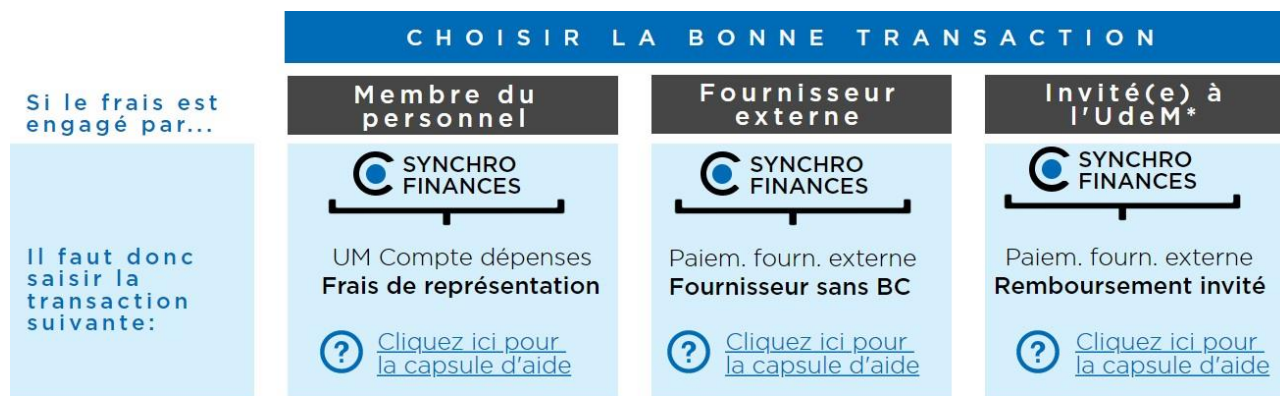 CHOISIR LA BONNE TRANSACTION
Si le frais est
engagé par...
Membre du
personnel
Fournisseur
externe
Invité(e) à
l'UdeM*
Il faut donc
saisir la
transaction
suivante:
SYNCHRO
FINANCES
UM Compte dépenses
Frais de représentation
? Cliquez ici pour
la capsule d'aide
SYNCHRO
FINANCES
Paiem. fourn. externe
Fournisseur sans BC
? Cliquez ici pour
la capsule d'aide
SYNCHRO
FINANCES
Paiem. fourn. externe
Remboursement invité
? Cliquez ici pour
la capsule d'aide